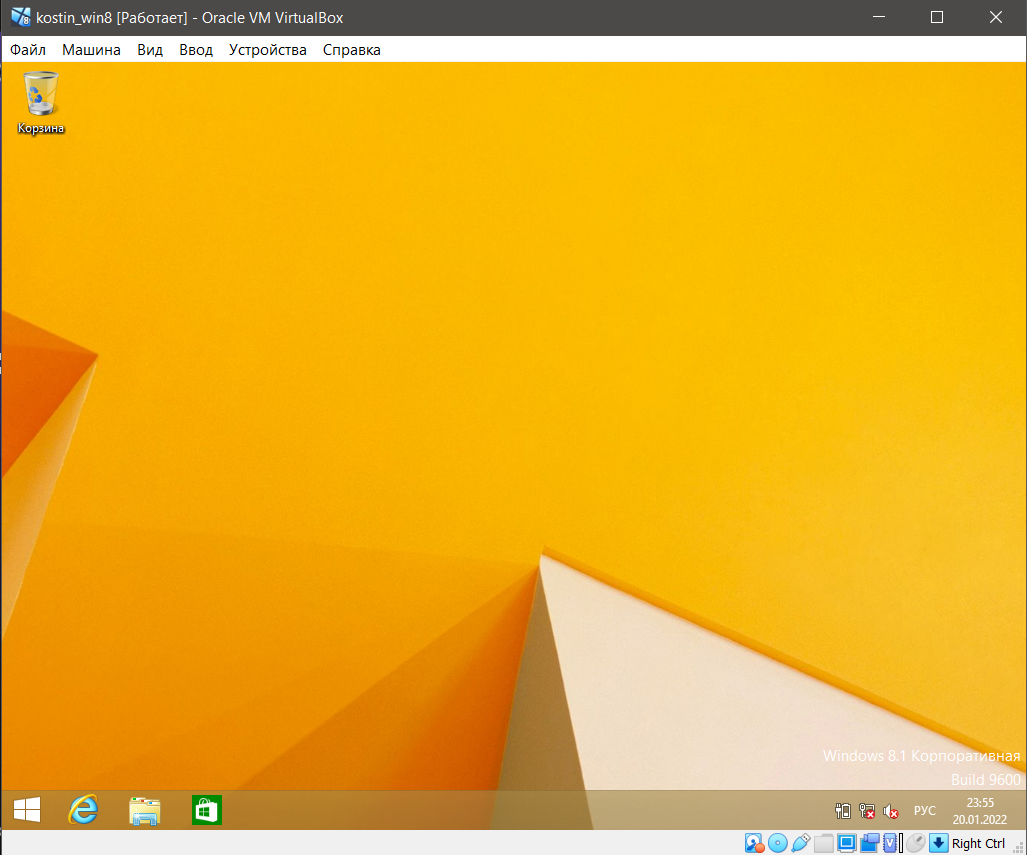 kostin_win8 [Работает] - Oracle VM VirtualBox
Файл Машина Вид Ввод Устройства Справка
Корзина
Windows 8.1 Корпоративная
Build 9600
РУС
23:55
20.01.2022
Right Ctrl